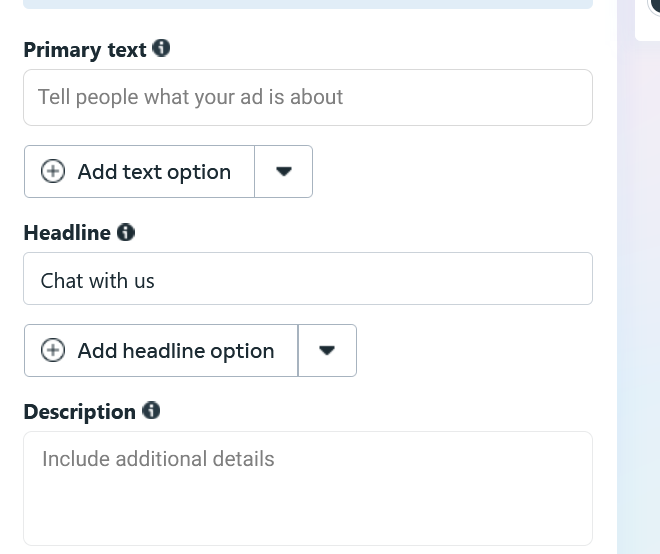 Primary text
Tell people what your ad is about
Add text option
Headline
Chat with us
Add headline option
Description
Include additional details